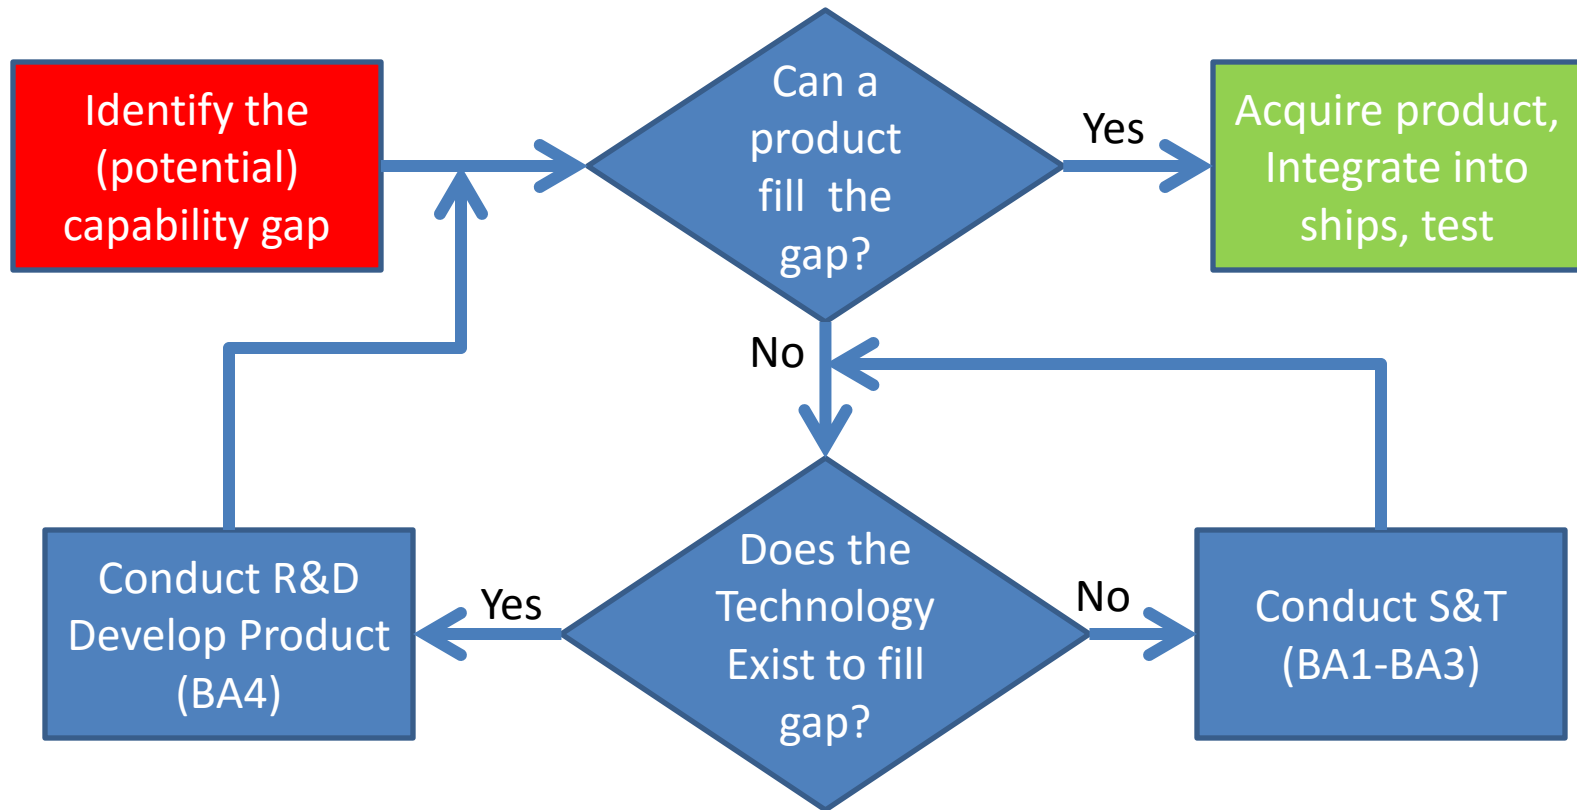 Identify the
(potential)
capability gap
Can a
product
fill  the
gap?
Yes
Acquire product,
Integrate into
ships, test
No
Does the
Technology
Exist to fill
gap?
Yes
Conduct R&D
Develop Product
(BA4)
No
Conduct S&T
(BA1-BA3)